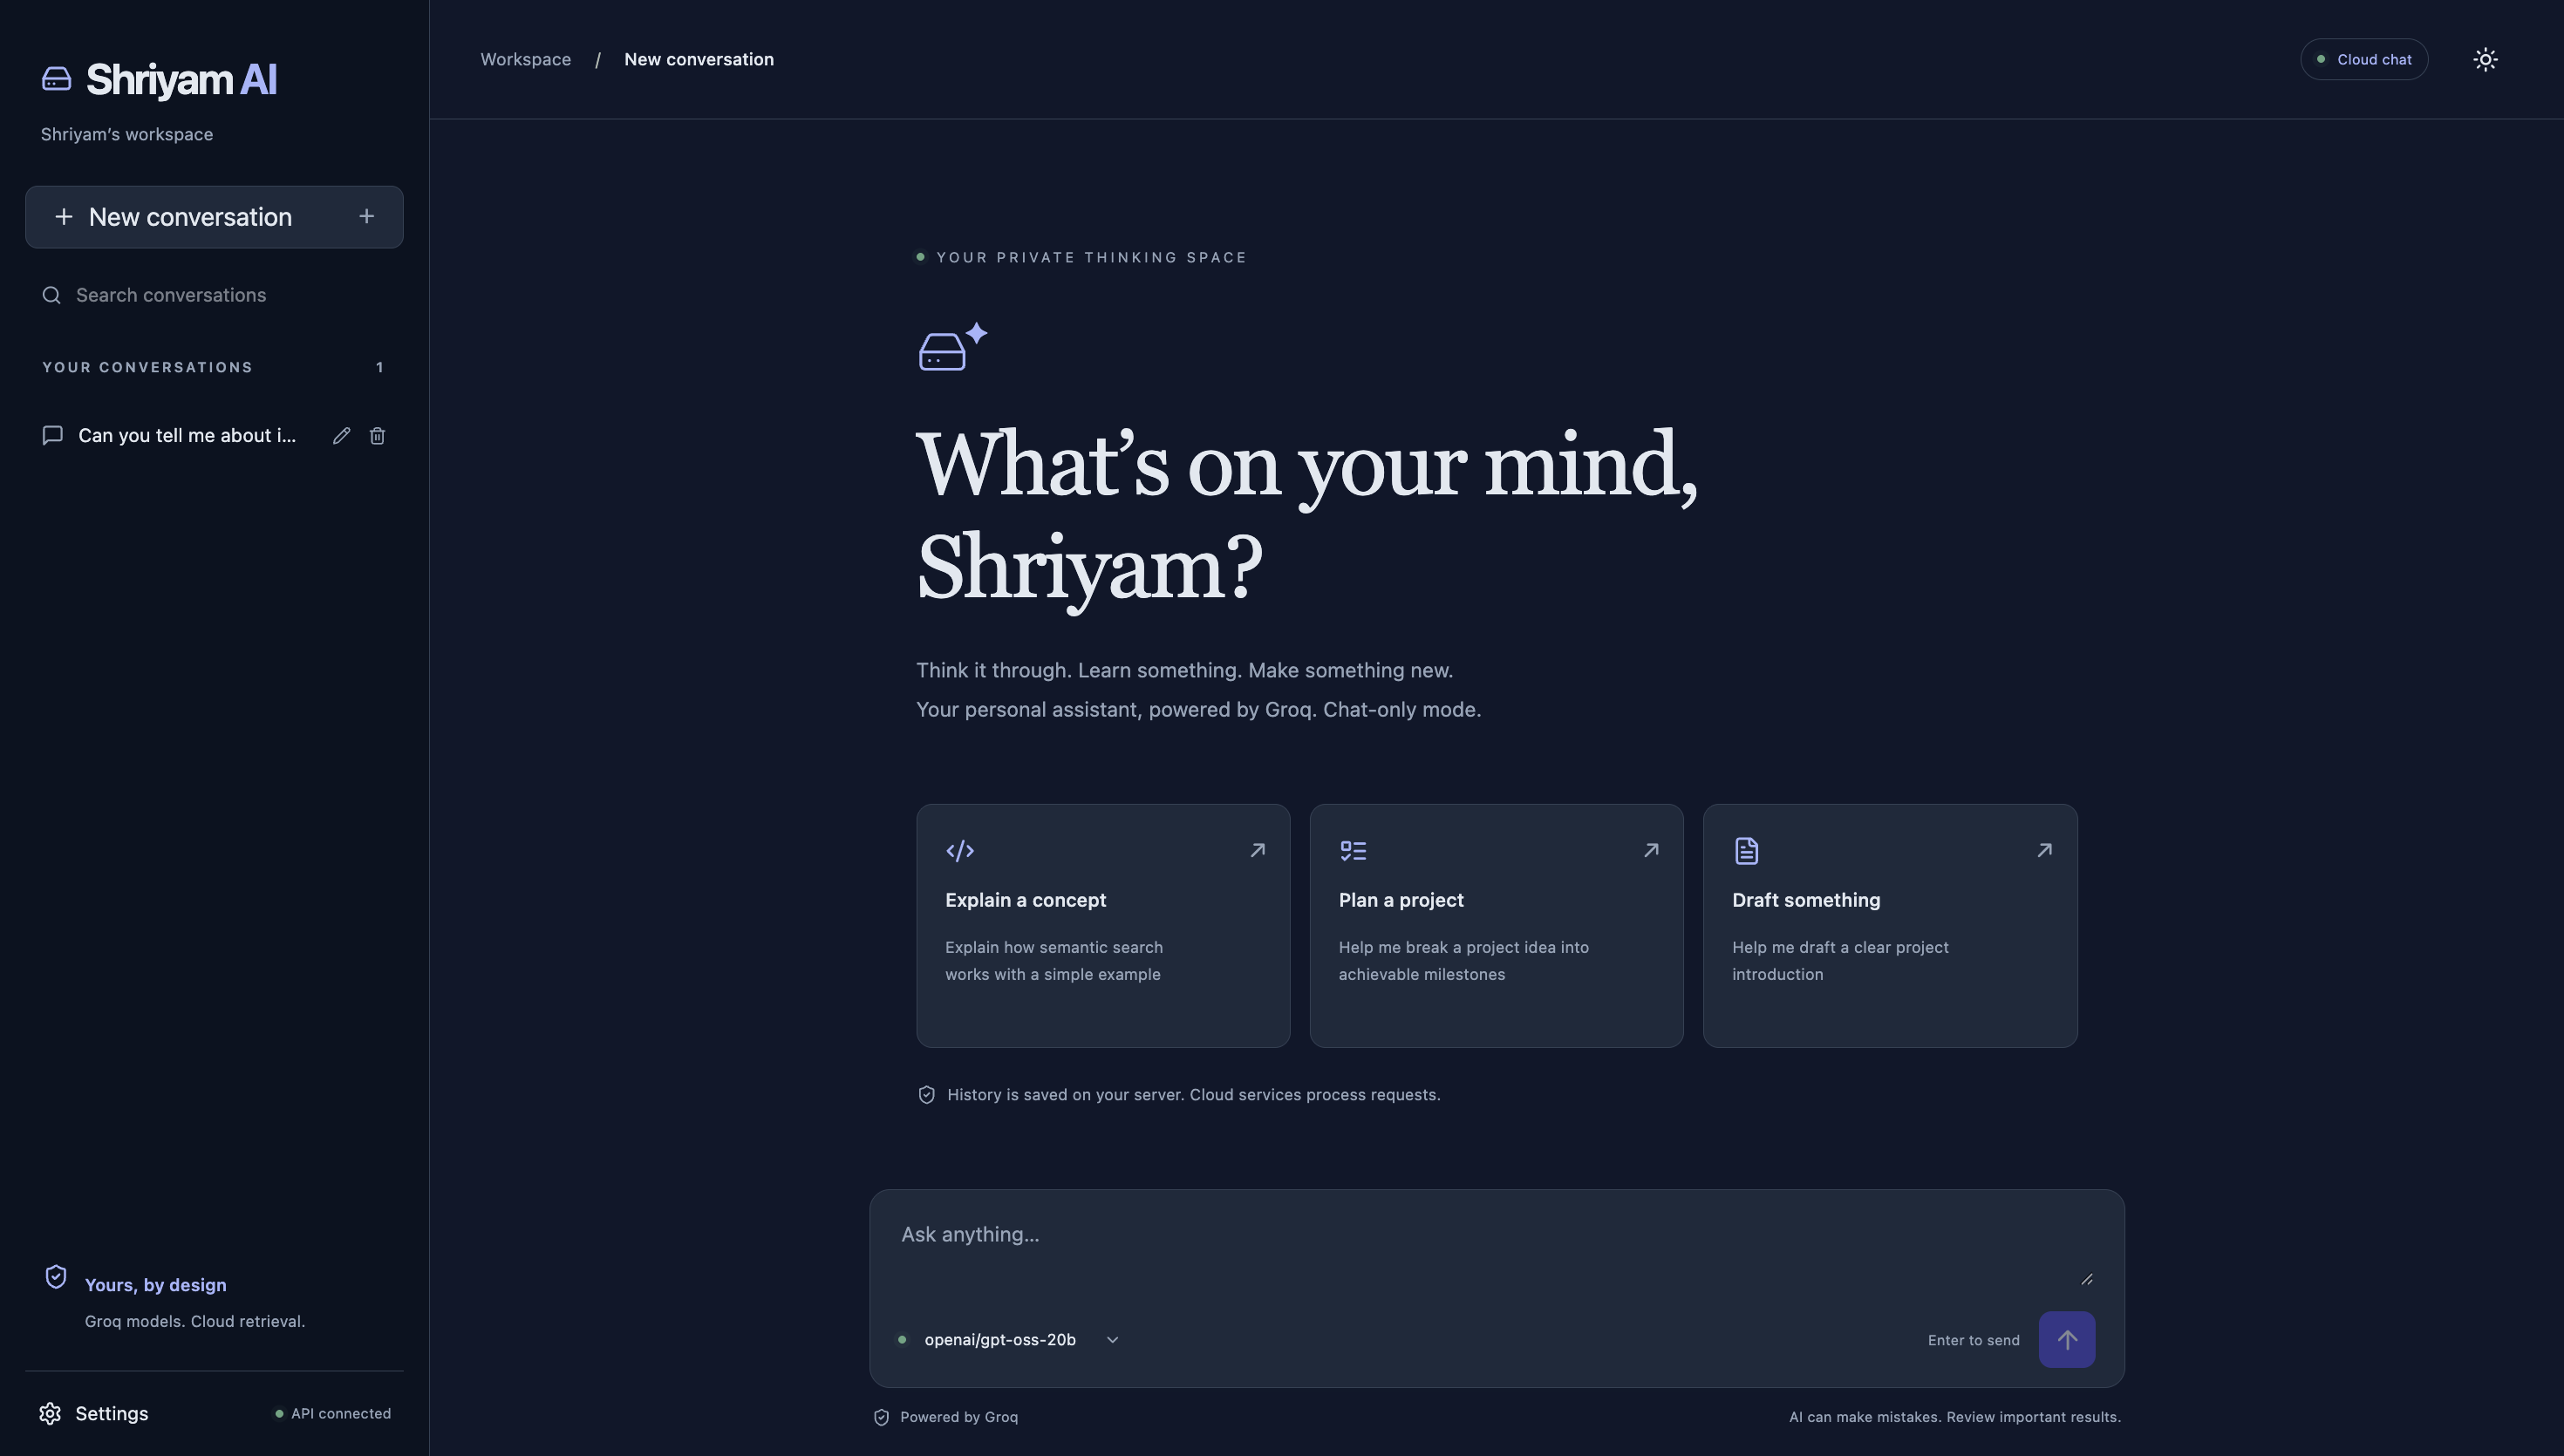 Shriyam AI
Shriyam’s workspace
New conversation
Search conversations
YOUR CONVERSATIONS 1
Can you tell me about i...
Yours, by design
Groq models. Cloud retrieval.
Settings
API connected
Workspace / New conversation
Cloud chat
YOUR PRIVATE THINKING SPACE
What’s on your mind,
Shriyam?
Think it through. Learn something. Make something new.
Your personal assistant, powered by Groq. Chat-only mode.
Explain a concept
Explain how semantic search
works with a simple example
Plan a project
Help me break a project idea into
achievable milestones
Draft something
Help me draft a clear project
introduction
History is saved on your server. Cloud services process requests.
Ask anything...
openai/gpt-oss-20b
Enter to send
Powered by Groq
AI can make mistakes. Review important results.